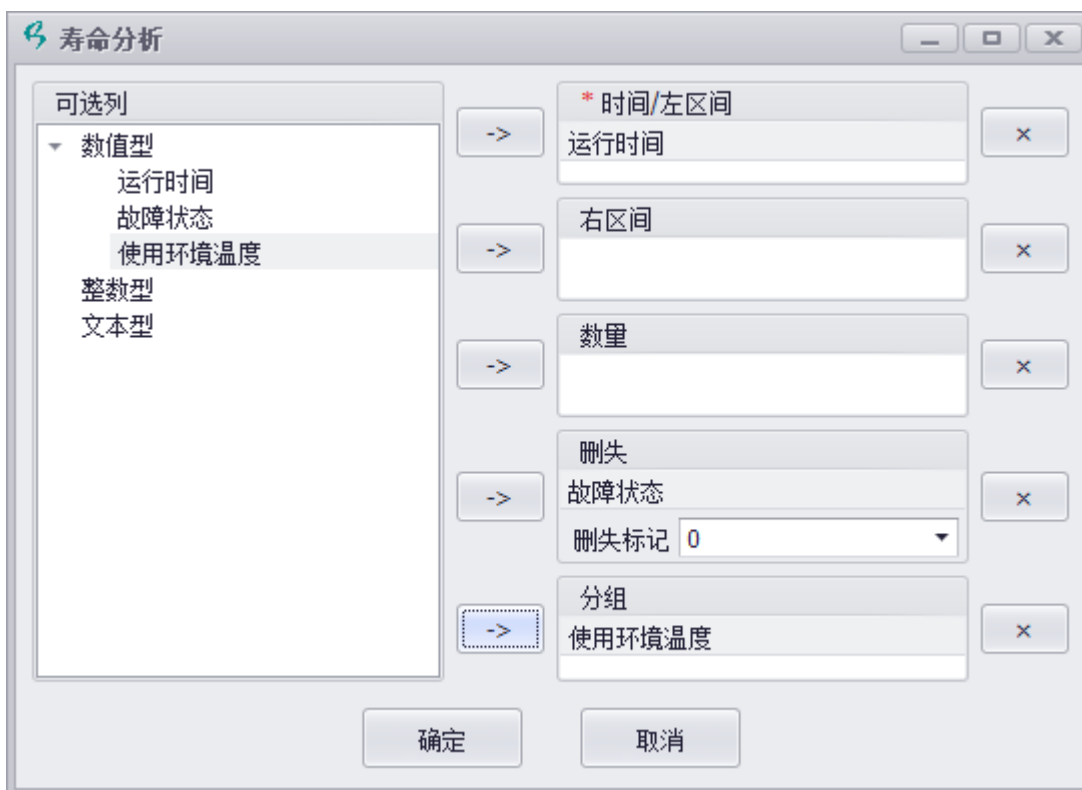 寿命分析
可选列
数值型
运行时间
故障状态
使用环境温度
整数型
文本型
->
* 时间/左区间
运行时间
×
->
右区间
×
->
数量
×
->
删失
故障状态
删失标记 0
×
->
分组
使用环境温度
×
确定
取消